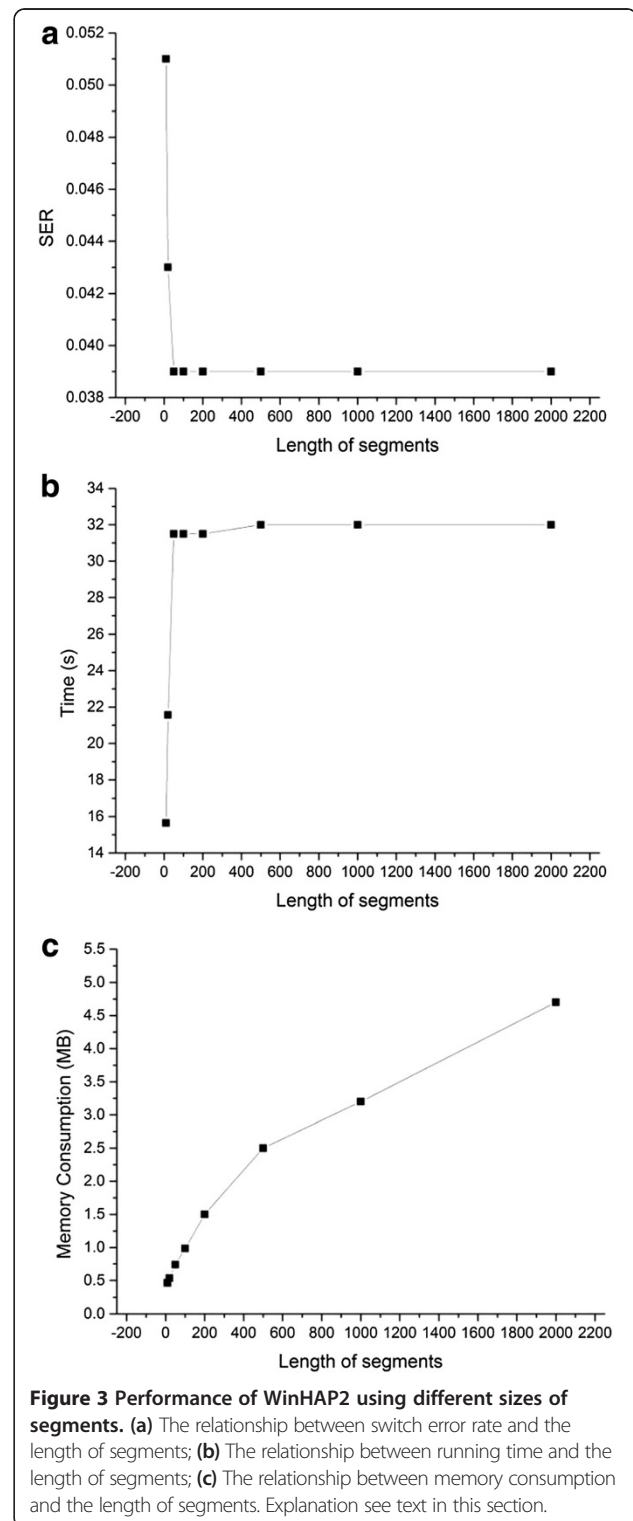 a
0.052
0.050
0.048
0.046
0.044
0.042
0.040
0.038
SER
-200 0 200 400 600 800 1000 1200 1400 1600 1800 2000 2200
Length of segments
b
34
32
30
28
26
24
22
20
18
16
14
Time (s)
-200 0 200 400 600 800 1000 1200 1400 1600 1800 2000 2200
Length of segments
c
5.5
5.0
4.5
4.0
3.5
3.0
2.5
2.0
1.5
1.0
0.5
0.0
Memory Consumption (MB)
-200 0 200 400 600 800 1000 1200 1400 1600 1800 2000 2200
Length of segments
Figure 3 Performance of WinHAP2 using different sizes of
segments. (a) The relationship between switch error rate and the
length of segments; (b) The relationship between running time and the
length of segments; (c) The relationship between memory consumption
and the length of segments. Explanation see text in this section.